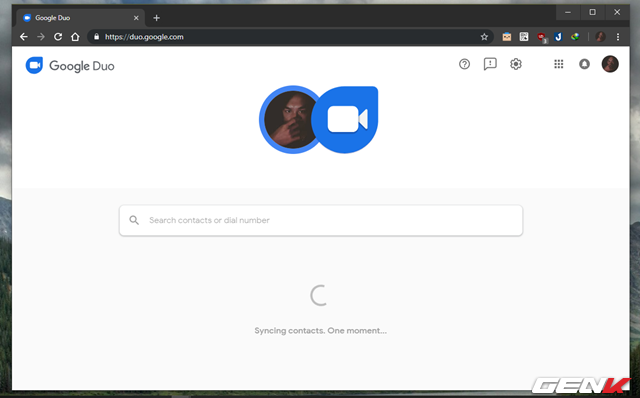 Google Duo
https://duo.google.com
Google Duo
Search contacts or dial number
Syncing contacts. One moment...
GENK